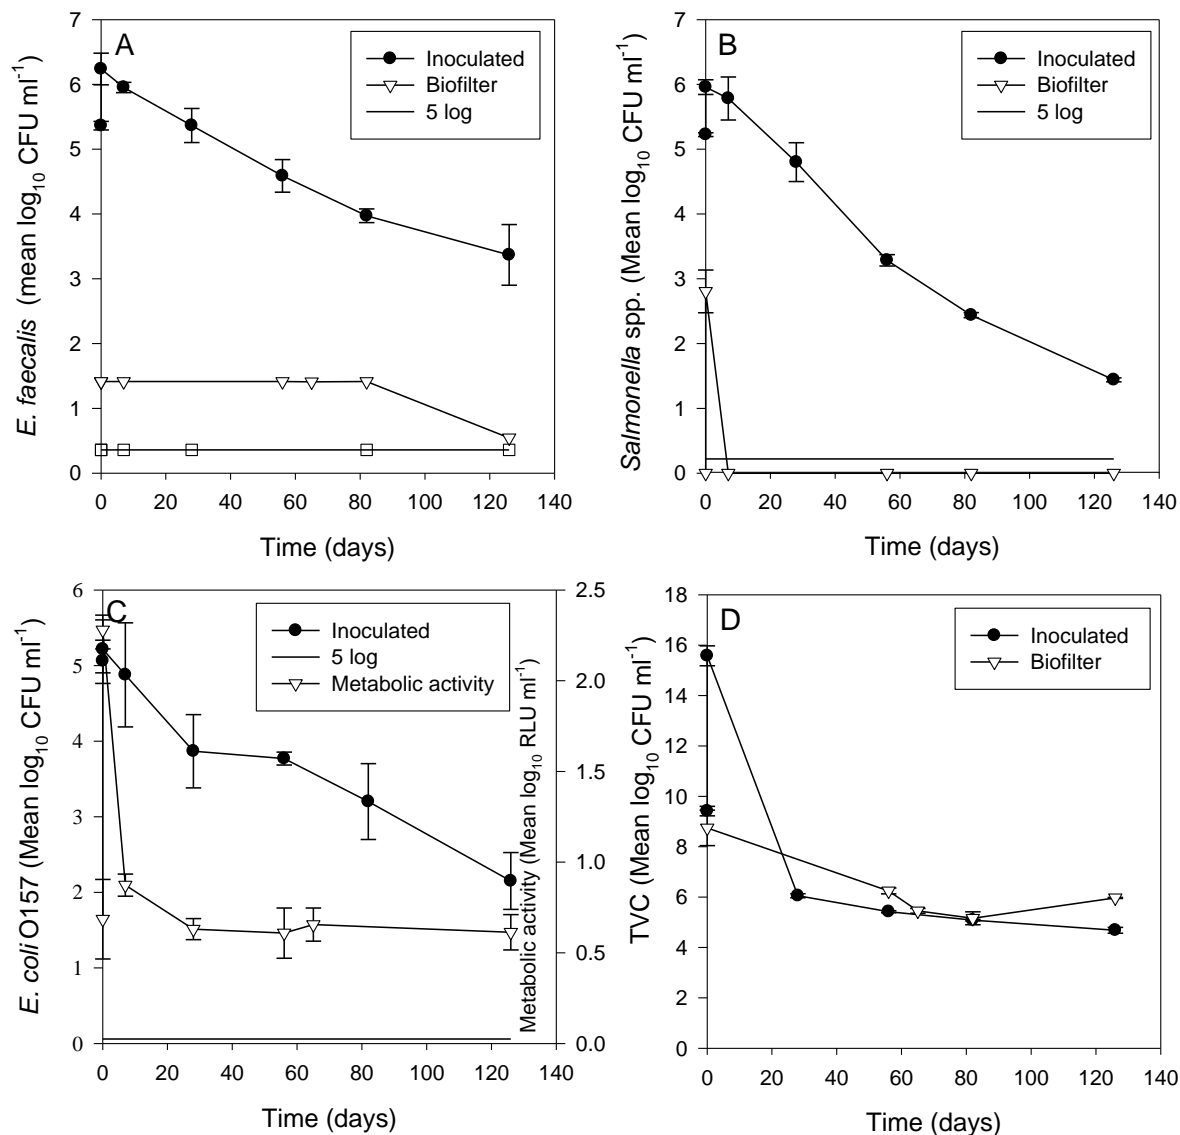 A
Inoculated
Biofilter
5 log
E. faecalis (mean log10 CFU ml-1)
7
6
5
4
3
2
1
0
0 20 40 60 80 100 120 140
Time (days)
B
Inoculated
Biofilter
5 log
Salmonella spp. (Mean log10 CFU ml-1)
7
6
5
4
3
2
1
0
0 20 40 60 80 100 120 140
Time (days)
C
Inoculated
5 log
Metabolic activity
E. coli O157 (Mean log10 CFU ml-1)
6
5
4
3
2
1
0
Metabolic activity (Mean log10 RLU ml-1)
2.5
2.0
1.5
1.0
0.5
0.0
0 20 40 60 80 100 120 140
Time (days)
D
Inoculated
Biofilter
TVC (Mean log10 CFU ml-1)
18
16
14
12
10
8
6
4
2
0
0 20 40 60 80 100 120 140
Time (days)